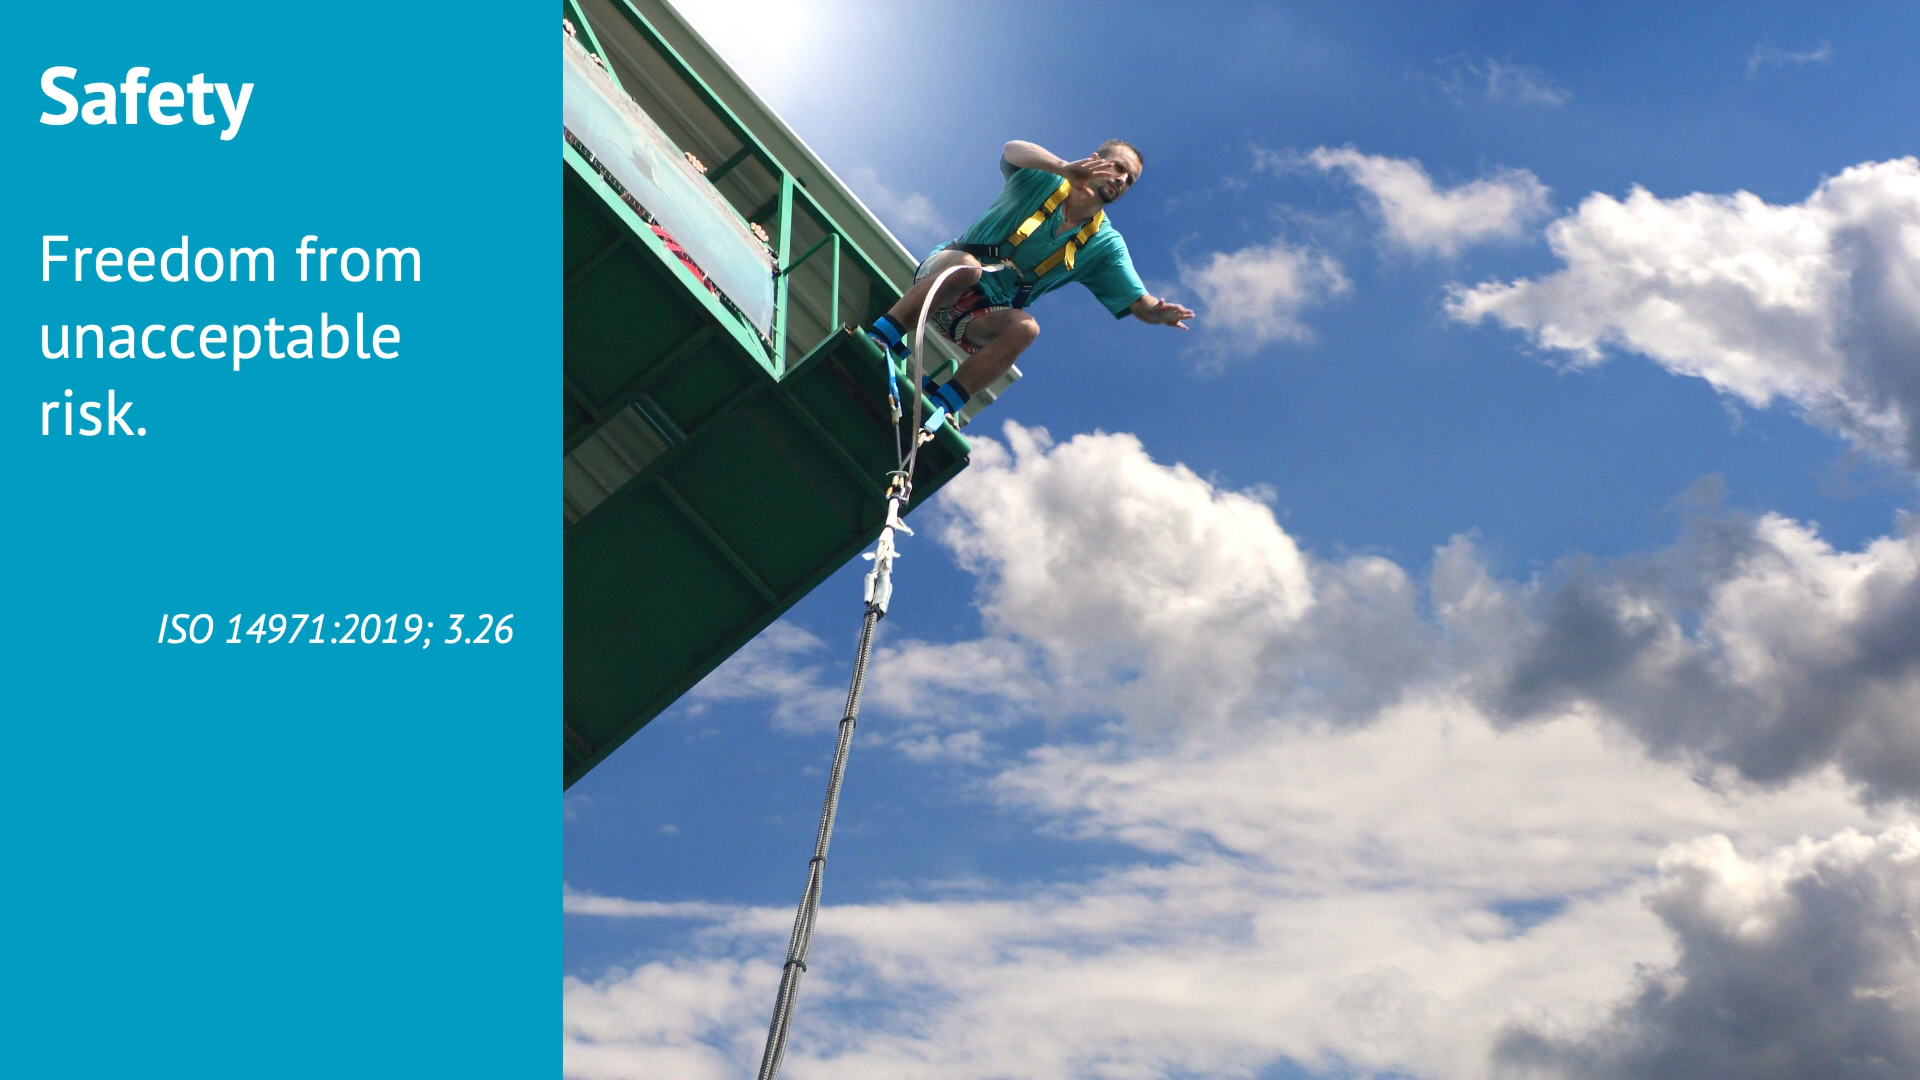 Safety
Freedom from
unacceptable
risk.
ISO 14971:2019; 3.26